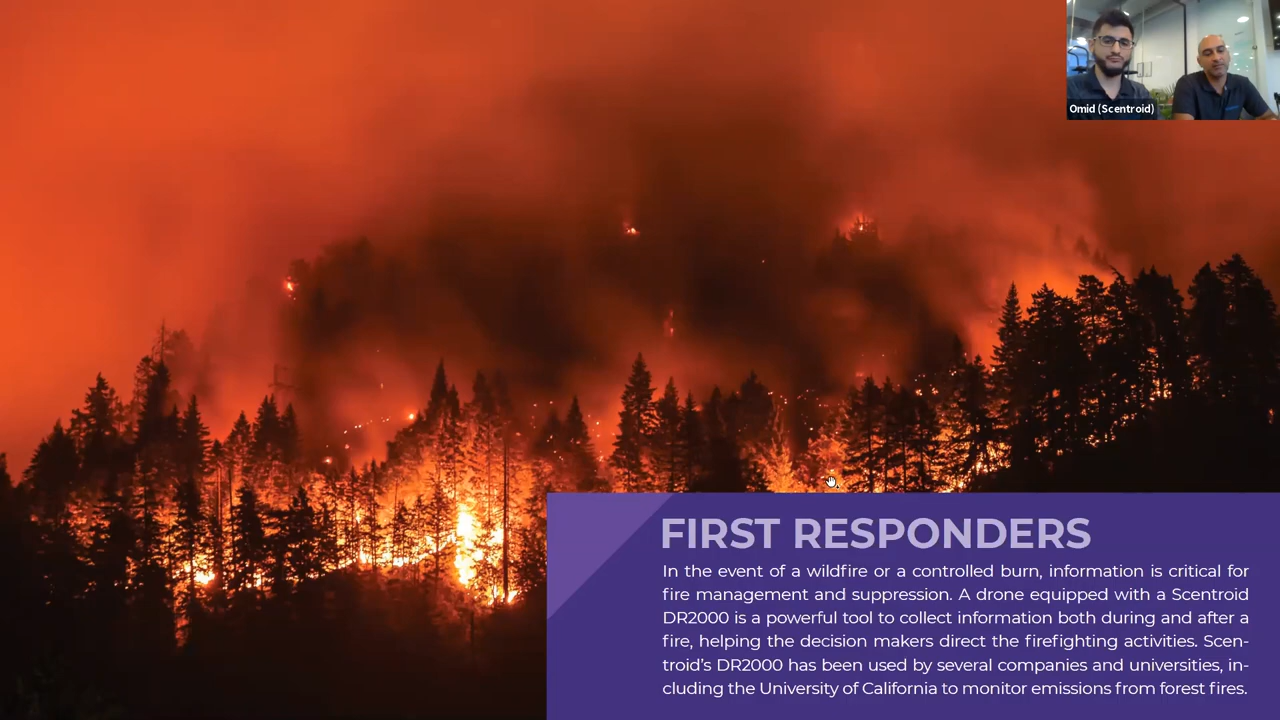 Omid (Scentroid)
FIRST RESPONDERS
In the event of a wildfire or a controlled burn, information is critical for
fire management and suppression. A drone equipped with a Scentroid
DR2000 is a powerful tool to collect information both during and after a
fire, helping the decision makers direct the firefighting activities. Scen-
troid's DR2000 has been used by several companies and universities, in-
cluding the University of California to monitor emissions from forest fires.